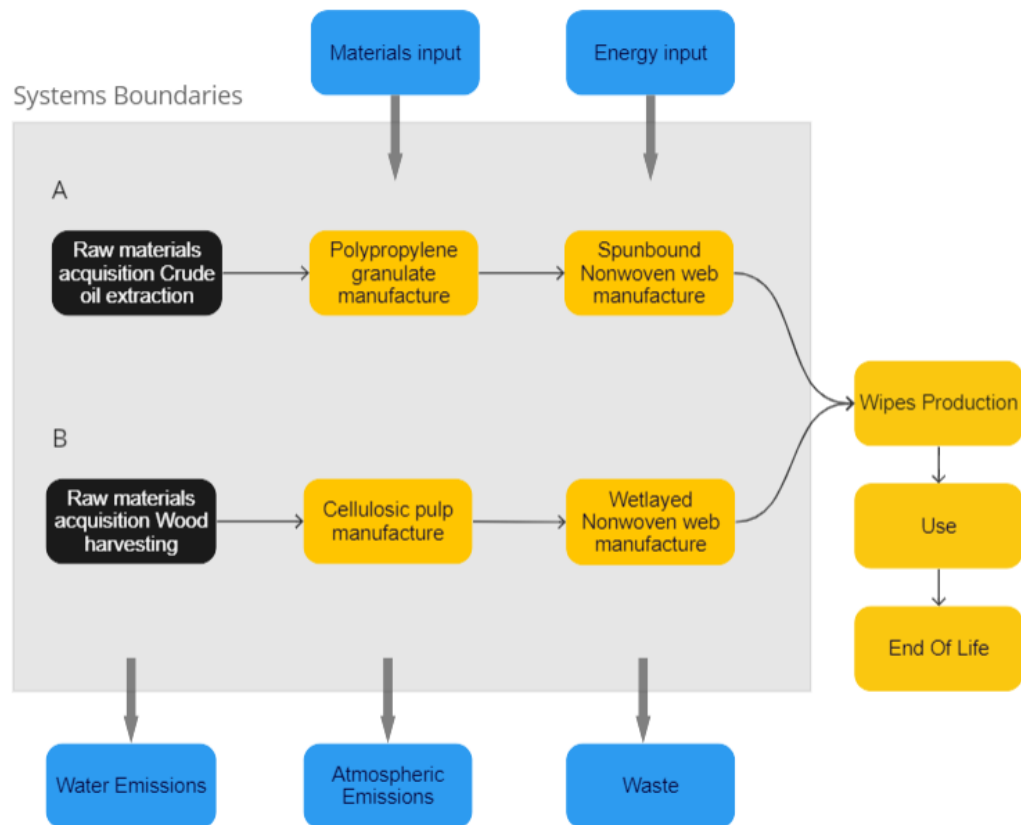 Materials input
Energy input
Systems Boundaries
A
Raw materials
acquisition Crude
oil extraction
Polypropylene
granulate
manufacture
Spunbound
Nonwoven web
manufacture
Wipes Production
B
Raw materials
acquisition Wood
harvesting
Cellulosic pulp
manufacture
Wetlayed
Nonwoven web
manufacture
Use
End Of Life
Water Emissions
Atmospheric
Emissions
Waste